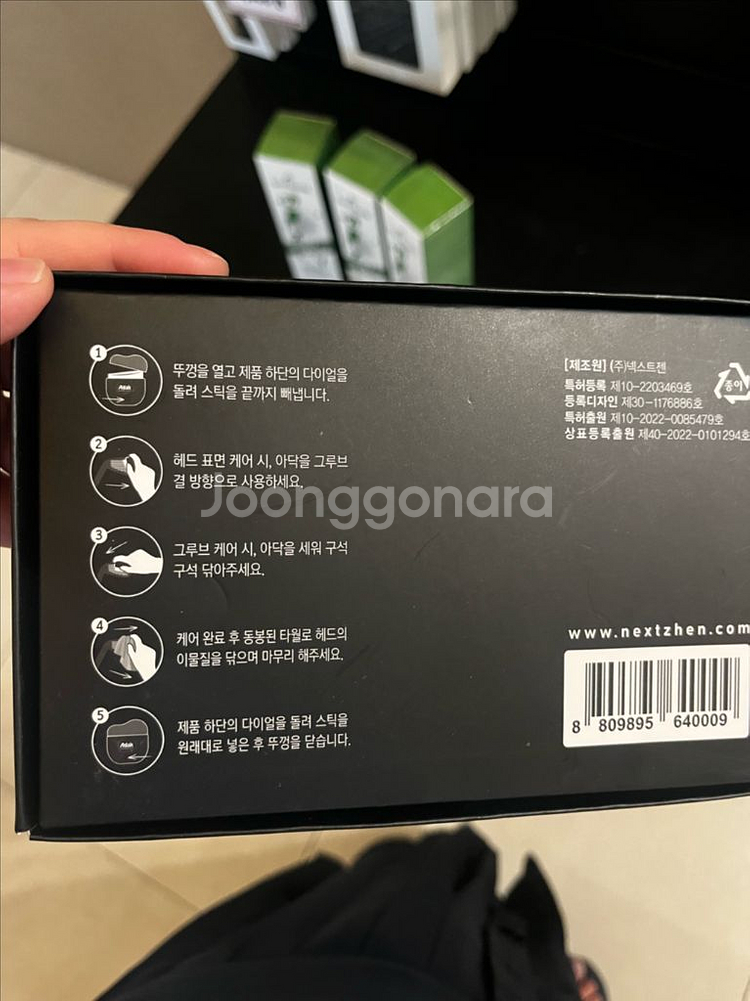 1
뚜껑을 열고 제품 하단의 다이얼을
돌려 스틱을 끝까지 빼냅니다.
2
헤드 표면 케어 시, 아닥을 그루브
결 방향으로 사용하세요.
3
그루브 케어 시, 아닥을 세워 구석
구석 닦아주세요.
4
케어 완료 후 동봉된 타월로 헤드의
이물질을 닦으며 마무리 해주세요.
5
제품 하단의 다이얼을 돌려 스틱을
원래대로 넣은 후 뚜껑을 닫습니다.
[제조원] (주)넥스트젠
특허등록 제10-2203469호
등록디자인 제30-1176886호
특허출원 제10-2022-0085479호
상표등록출원 제40-2022-0101294호
종이
www.nextzhen.com
8 809895 640009
Joonggonara